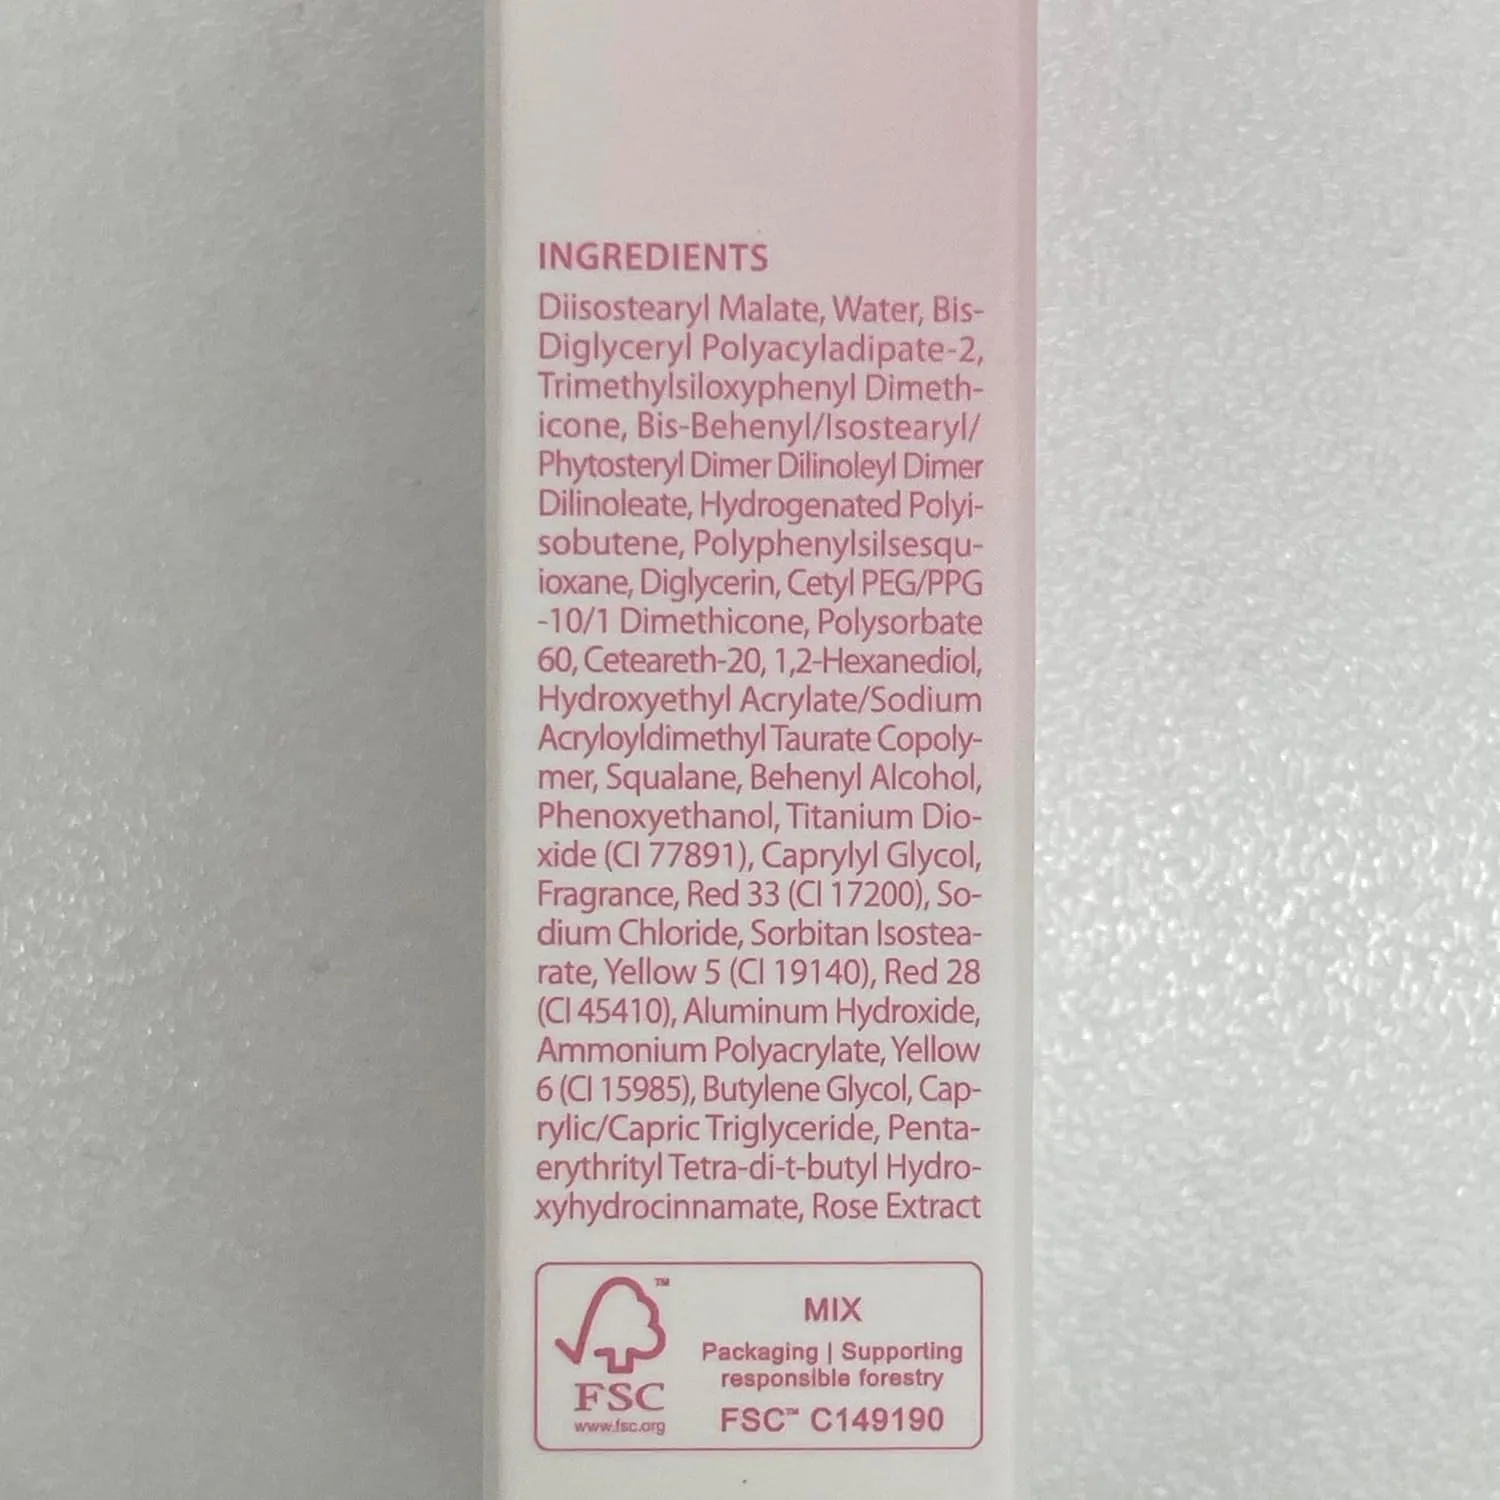 INGREDIENTS
Diisostearyl Malate, Water, Bis-
Diglyceryl Polyacyladipate-2,
Trimethylsiloxyphenyl Dimeth-
icone, Bis-Behenyl/Isostearyl/
Phytosteryl Dimer Dilinoleyl Dimer
Dilinoleate, Hydrogenated Polyi-
sobutene, Polyphenylsilsesqu-
ioxane, Diglycerin, Cetyl PEG/PPG
-10/1 Dimethicone, Polysorbate
60, Ceteareth-20, 1,2-Hexanediol,
Hydroxyethyl Acrylate/Sodium
Acryloyldimethyl Taurate Copoly-
mer, Squalane, Behenyl Alcohol,
Phenoxyethanol, Titanium Dio-
xide (CI 77891), Caprylyl Glycol,
Fragrance, Red 33 (CI 17200), So-
dium Chloride, Sorbitan Isostea-
rate, Yellow 5 (CI 19140), Red 28
(CI 45410), Aluminum Hydroxide,
Ammonium Polyacrylate, Yellow
6 (CI 15985), Butylene Glycol, Cap-
rylic/Capric Triglyceride, Penta-
erythrityl Tetra-di-t-butyl Hydro-
xyhydrocinnamate, Rose Extract
TM
FSC
www.fsc.org
MIX
Packaging | Supporting
responsible forestry
FSC™ C149190